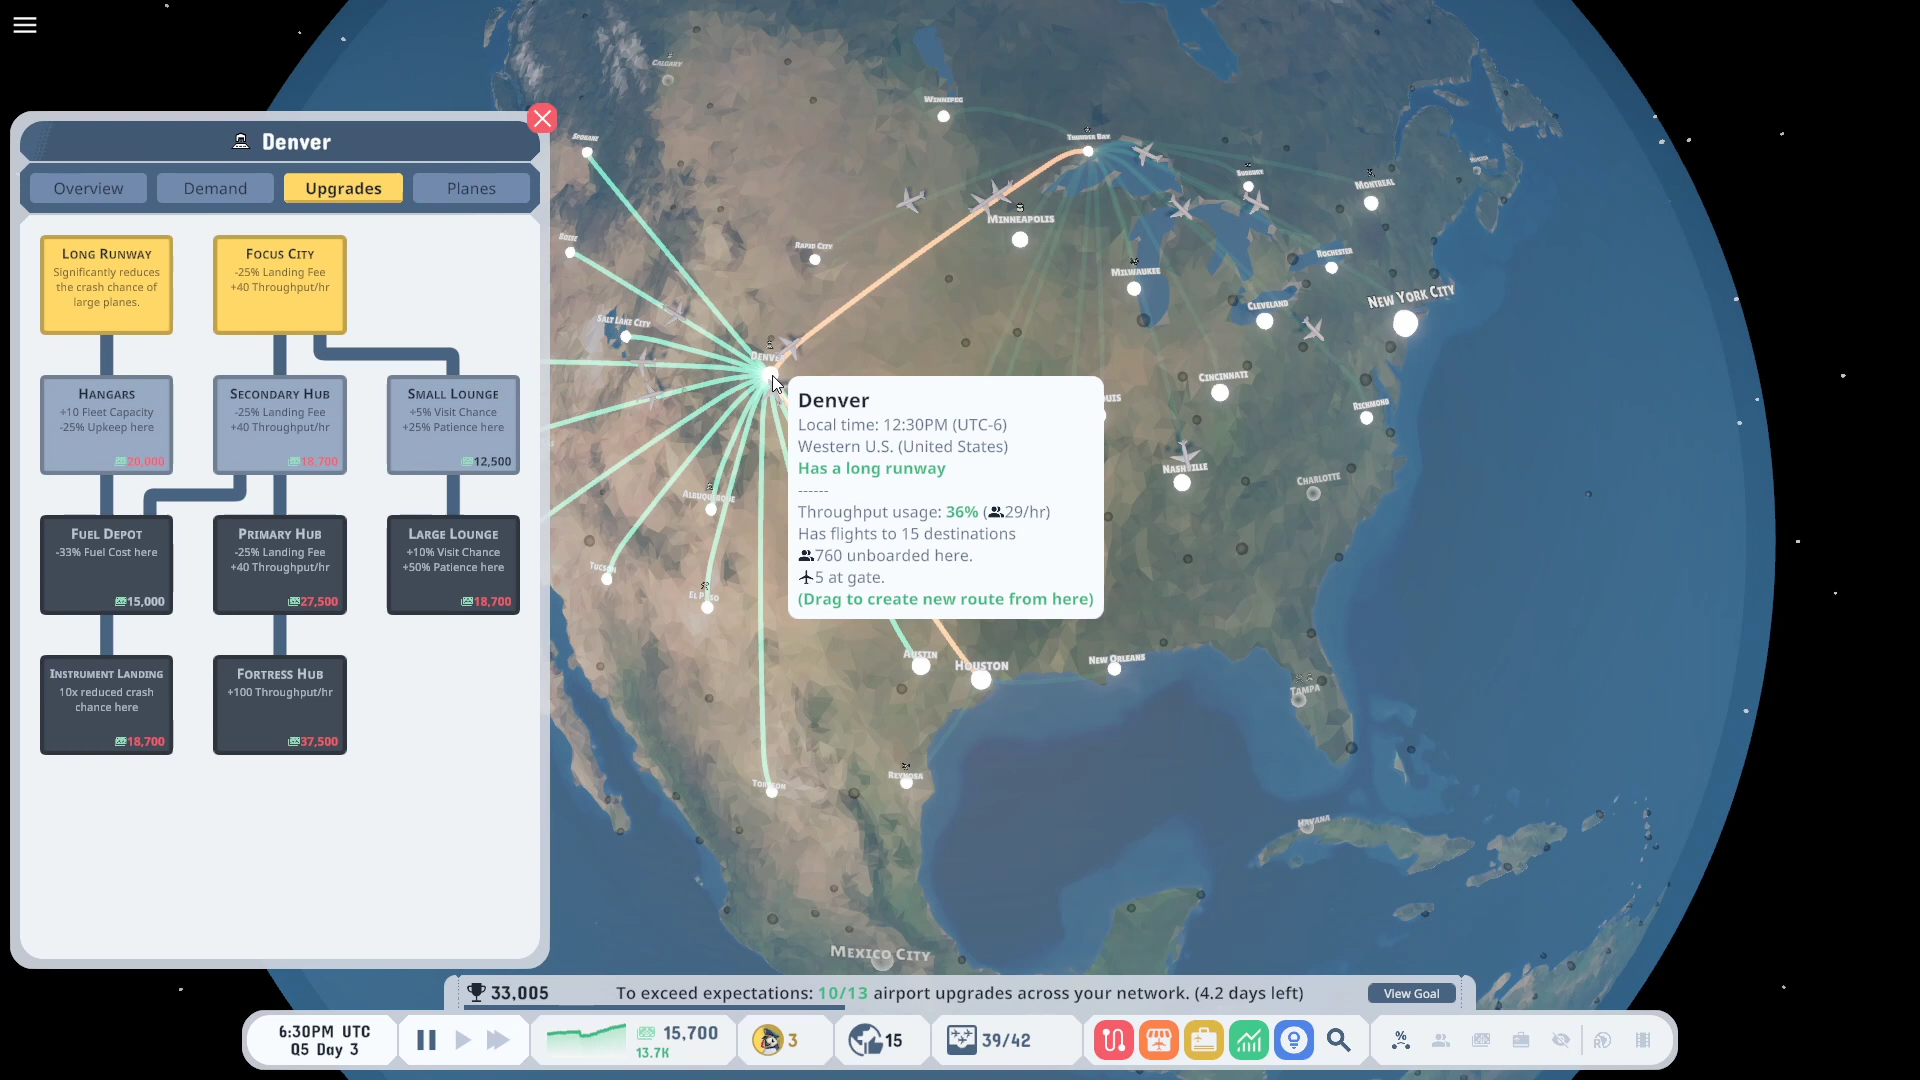 Denver
Overview
Demand
Upgrades
Planes
Long Runway
Significantly reduces
the crash chance of
large planes.
Focus City
-25% Landing Fee
+40 Throughput/hr
Hangars
+10 Fleet Capacity
-25% Upkeep here
20,000
Secondary Hub
-25% Landing Fee
+40 Throughput/hr
18,700
Small Lounge
+5% Visit Chance
+25% Patience here
12,500
Fuel Depot
-33% Fuel Cost here
15,000
Primary Hub
-25% Landing Fee
+40 Throughput/hr
27,500
Large Lounge
+10% Visit Chance
+50% Patience here
18,700
Instrument Landing
10x reduced crash
chance here
18,700
Fortress Hub
+100 Throughput/hr
37,500
Calgary
Winnipeg
Spokane
Thunder Bay
Sudbury
Montreal
Boise
Rapid City
Minneapolis
Milwaukee
Rochester
Cleveland
New York City
Salt Lake City
Denver
Cincinnati
Richmond
Nashville
Charlotte
Albuquerque
Tucson
El Paso
Austin
Houston
New Orleans
Tampa
Reynosa
Havana
Mexico City
Denver
Local time: 12:30PM (UTC-6)
Western U.S. (United States)
Has a long runway
------
Throughput usage: 36% (29/hr)
Has flights to 15 destinations
760 unboarded here.
5 at gate.
(Drag to create new route from here)
33,005
To exceed expectations: 10/13 airport upgrades across your network. (4.2 days left)
View Goal
6:30PM UTC
Q5 Day 3
15,700
13.7K
3
15
39/42